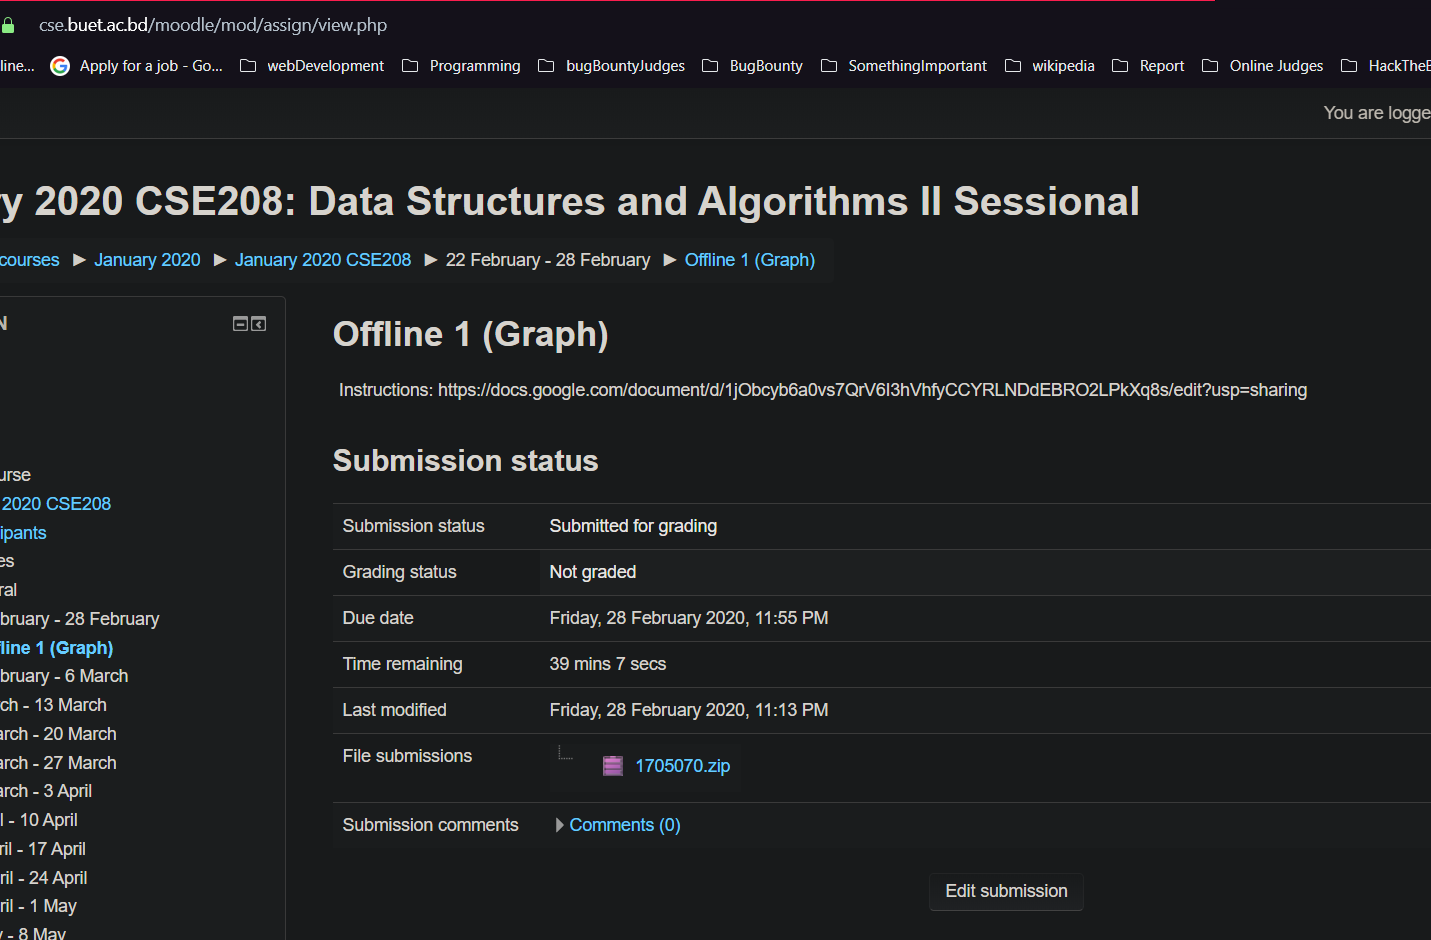 cse.buet.ac.bd/moodle/mod/assign/view.php
line... Apply for a job - Go... webDevelopment Programming bugBountyJudges BugBounty SomethingImportant wikipedia Report Online Judges HackTheB
You are logge
ry 2020 CSE208: Data Structures and Algorithms II Sessional
courses ► January 2020 ► January 2020 CSE208 ► 22 February - 28 February ► Offline 1 (Graph)
N
Offline 1 (Graph)
Instructions: https://docs.google.com/document/d/1jObcyb6a0vs7QrV6I3hVhfyCCYRLNDdEBRO2LPkXq8s/edit?usp=sharing
Submission status
urse
2020 CSE208
ipants
es
ral
bruary - 28 February
fline 1 (Graph)
bruary - 6 March
rch - 13 March
arch - 20 March
arch - 27 March
arch - 3 April
l - 10 April
ril - 17 April
ril - 24 April
ril - 1 May
y - 8 May
Submission status Submitted for grading
Grading status Not graded
Due date Friday, 28 February 2020, 11:55 PM
Time remaining 39 mins 7 secs
Last modified Friday, 28 February 2020, 11:13 PM
File submissions 1705070.zip
Submission comments Comments (0)
Edit submission